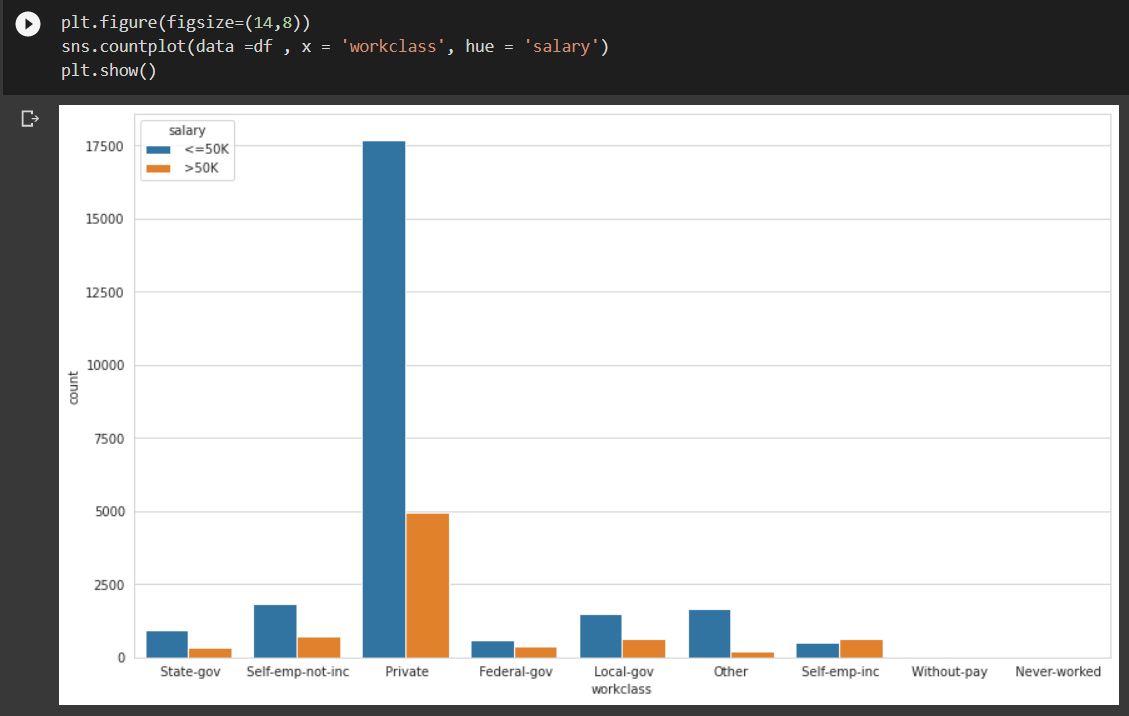 plt.figure(figsize=(14,8))
sns.countplot(data =df , x = 'workclass', hue = 'salary')
plt.show()
salary
<=50K
>50K
17500
15000
12500
10000
7500
5000
2500
0
count
State-gov Self-emp-not-inc Private Federal-gov Local-gov Other Self-emp-inc Without-pay Never-worked
workclass